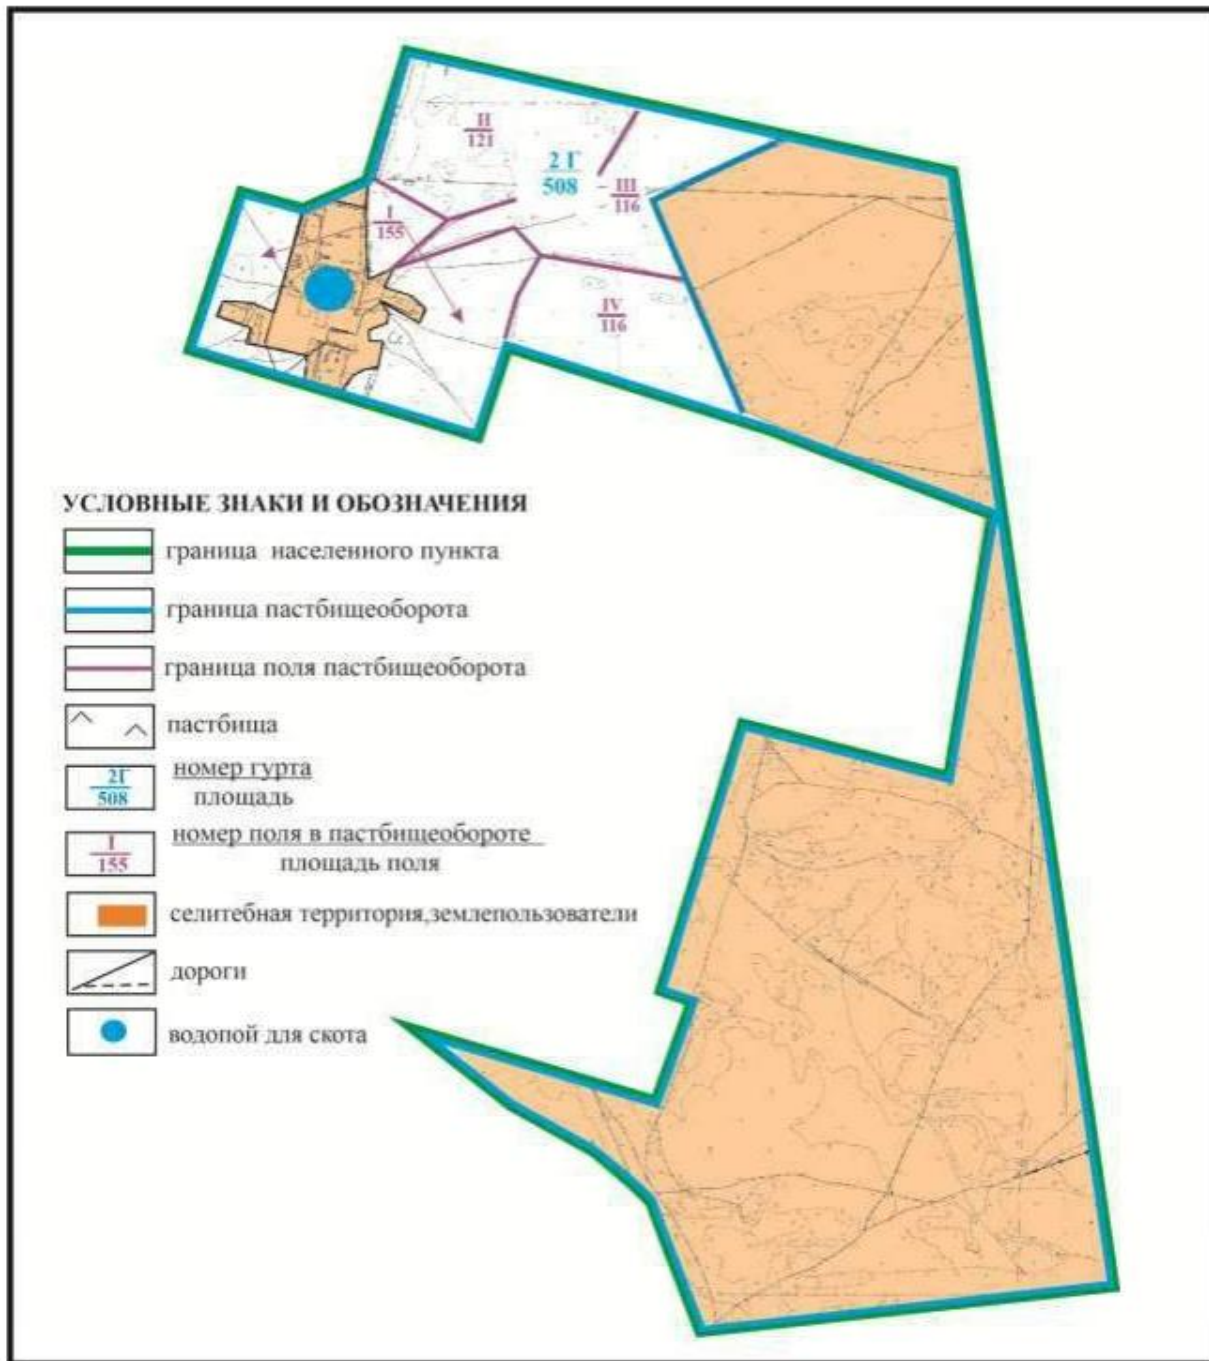 II
121
2 Г
508
III
116
I
155
IV
116
УСЛОВНЫЕ ЗНАКИ И ОБОЗНАЧЕНИЯ
граница населенного пункта
граница пастбищеоборота
граница поля пастбищеоборота
пастбища
2Г
508
номер гурта
площадь
I
155
номер поля в пастбищеобороте
площадь поля
селитебная территория,землепользователи
дороги
водопой для скота